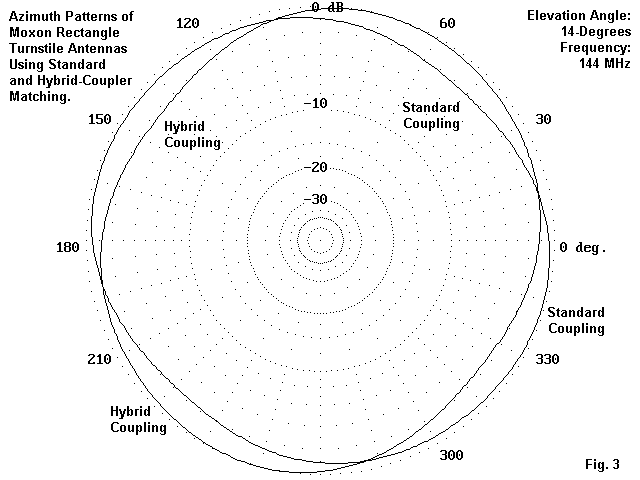 Azimuth Patterns of
Moxon Rectangle
Turnstile Antennas
Using Standard
and Hybrid-Coupler
Matching.
Elevation Angle:
14-Degrees
Frequency:
144 MHz
0 dB
120
60
-10
Standard
Coupling
150
Hybrid
Coupling
30
-20
-30
180
0 deg.
Standard
Coupling
210
330
Hybrid
Coupling
300
Fig. 3